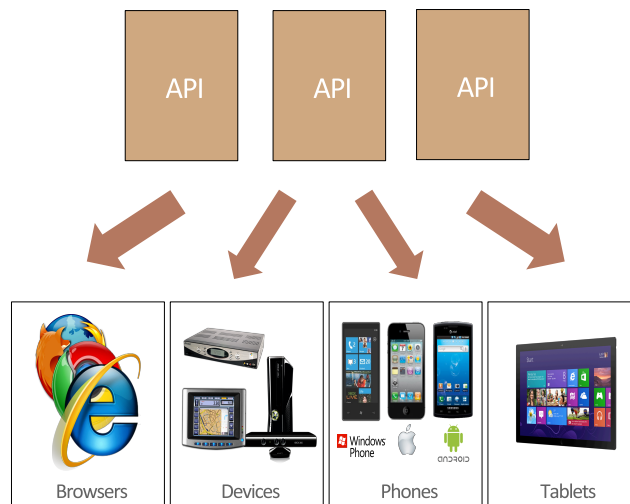 API
API
API
Windows
Phone
ANDROID
Browsers
Devices
Phones
Tablets